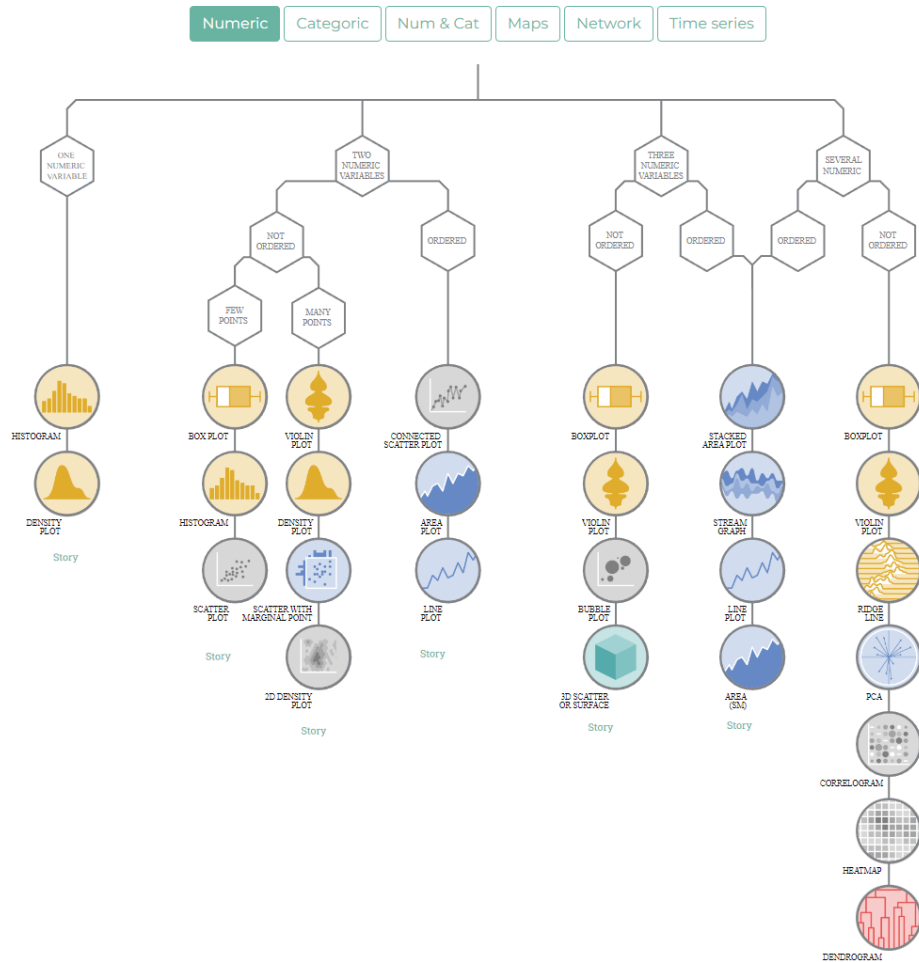 Numeric
Categoric
Num & Cat
Maps
Network
Time series
ONE
NUMERIC
VARIABLE
TWO
NUMERIC
VARIABLES
THREE
NUMERIC
VARIABLES
SEVERAL
NUMERIC
NOT
ORDERED
ORDERED
NOT
ORDERED
ORDERED
ORDERED
NOT
ORDERED
FEW
POINTS
MANY
POINTS
HISTOGRAM
DENSITY
PLOT
Story
BOX PLOT
HISTOGRAM
SCATTER
PLOT
Story
VIOLIN
PLOT
DENSITY
PLOT
SCATTER WITH
MARGINAL POINT
2D DENSITY
PLOT
Story
CONNECTED
SCATTER PLOT
AREA
PLOT
LINE
PLOT
Story
BOXPLOT
VIOLIN
PLOT
BUBBLE
PLOT
3D SCATTER
OR SURFACE
Story
STACKED
AREA PLOT
STREAM
GRAPH
LINE
PLOT
AREA
(SM)
Story
BOXPLOT
VIOLIN
PLOT
RIDGE
LINE
PCA
CORRELOGRAM
HEATMAP
DENDROGRAM